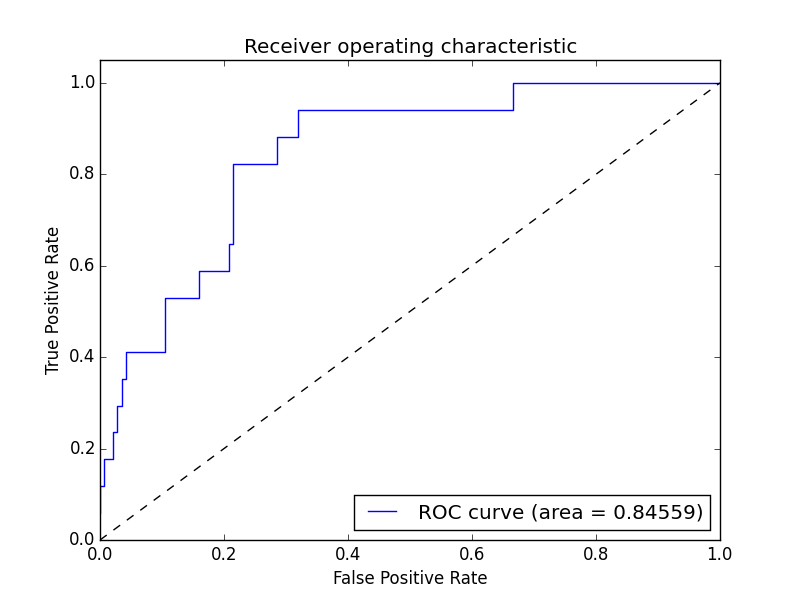 Receiver operating characteristic
1.0
0.8
0.6
0.4
0.2
0.0
True Positive Rate
ROC curve (area = 0.84559)
0.0 0.2 0.4 0.6 0.8 1.0
False Positive Rate